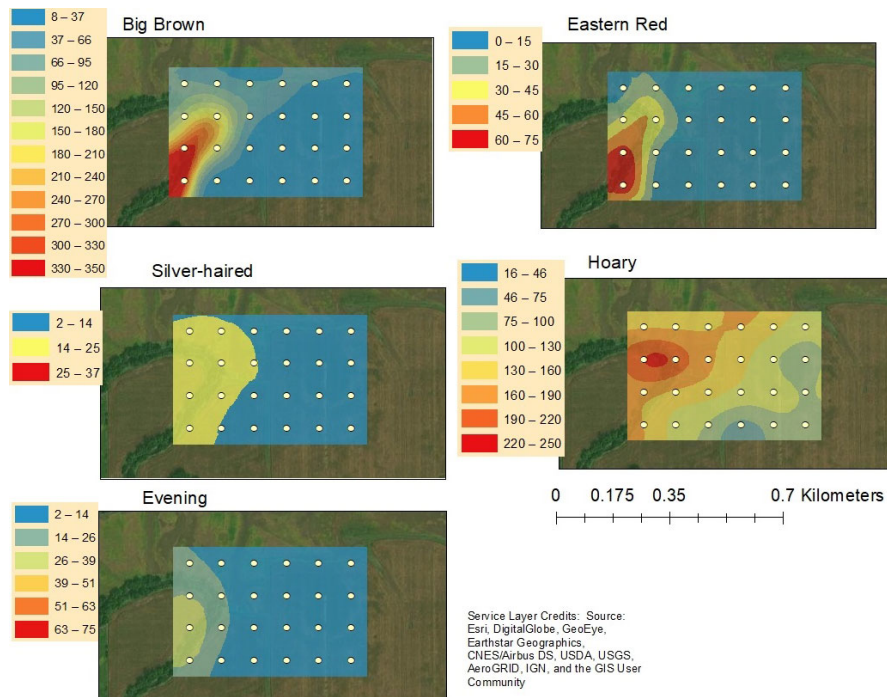 Big Brown
8 – 37
37 – 66
66 – 95
95 – 120
120 – 150
150 – 180
180 – 210
210 – 240
240 – 270
270 – 300
300 – 330
330 – 350
Eastern Red
0 – 15
15 – 30
30 – 45
45 – 60
60 – 75
Silver-haired
2 – 14
14 – 25
25 – 37
Hoary
16 – 46
46 – 75
75 – 100
100 – 130
130 – 160
160 – 190
190 – 220
220 – 250
0 0.175 0.35 0.7 Kilometers
Evening
2 – 14
14 – 26
26 – 39
39 – 51
51 – 63
63 – 75
Service Layer Credits: Source:
Esri, DigitalGlobe, GeoEye,
Earthstar Geographics,
CNES/Airbus DS, USDA, USGS,
AeroGRID, IGN, and the GIS User
Community